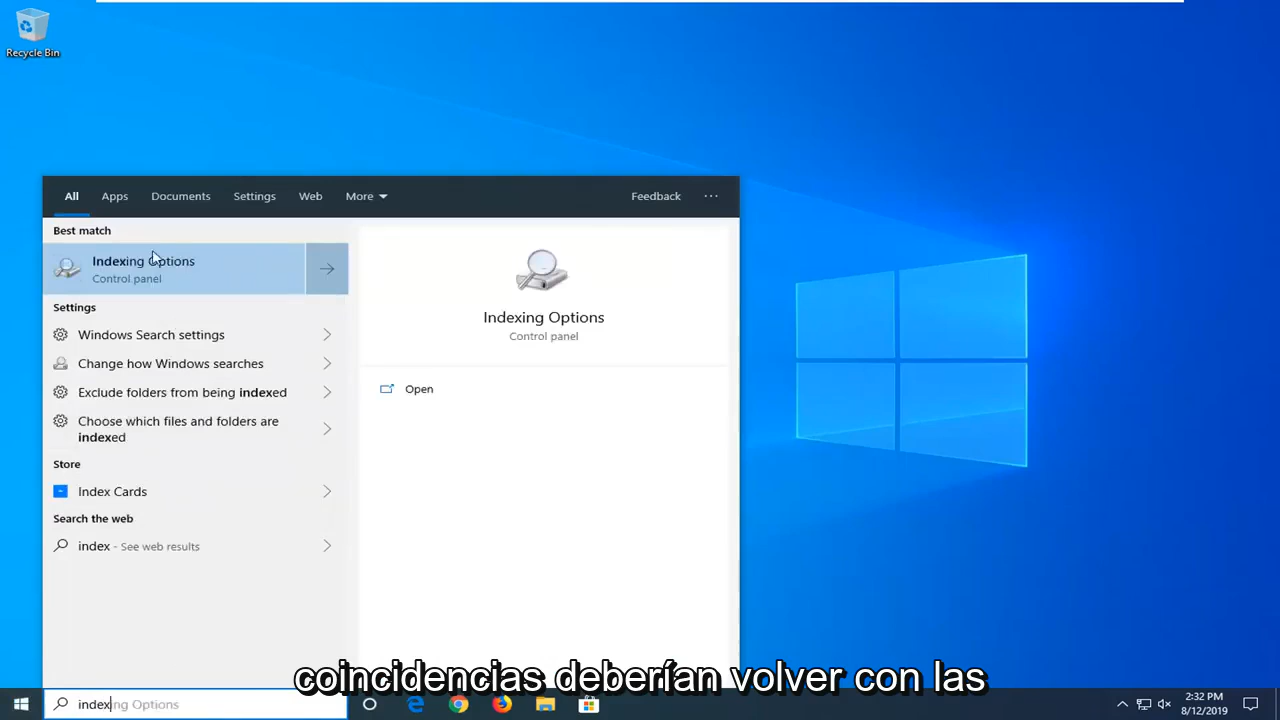 Recycle Bin
All Apps Documents Settings Web More Feedback ...
Best match
Indexing Options
Control panel
Settings
Windows Search settings
Change how Windows searches
Exclude folders from being indexed
Choose which files and folders are
indexed
Store
Index Cards
Search the web
index - See web results
Indexing Options
Control panel
Open
coincidencias deberían volver con las
indexing Options
2:32 PM
8/12/2019